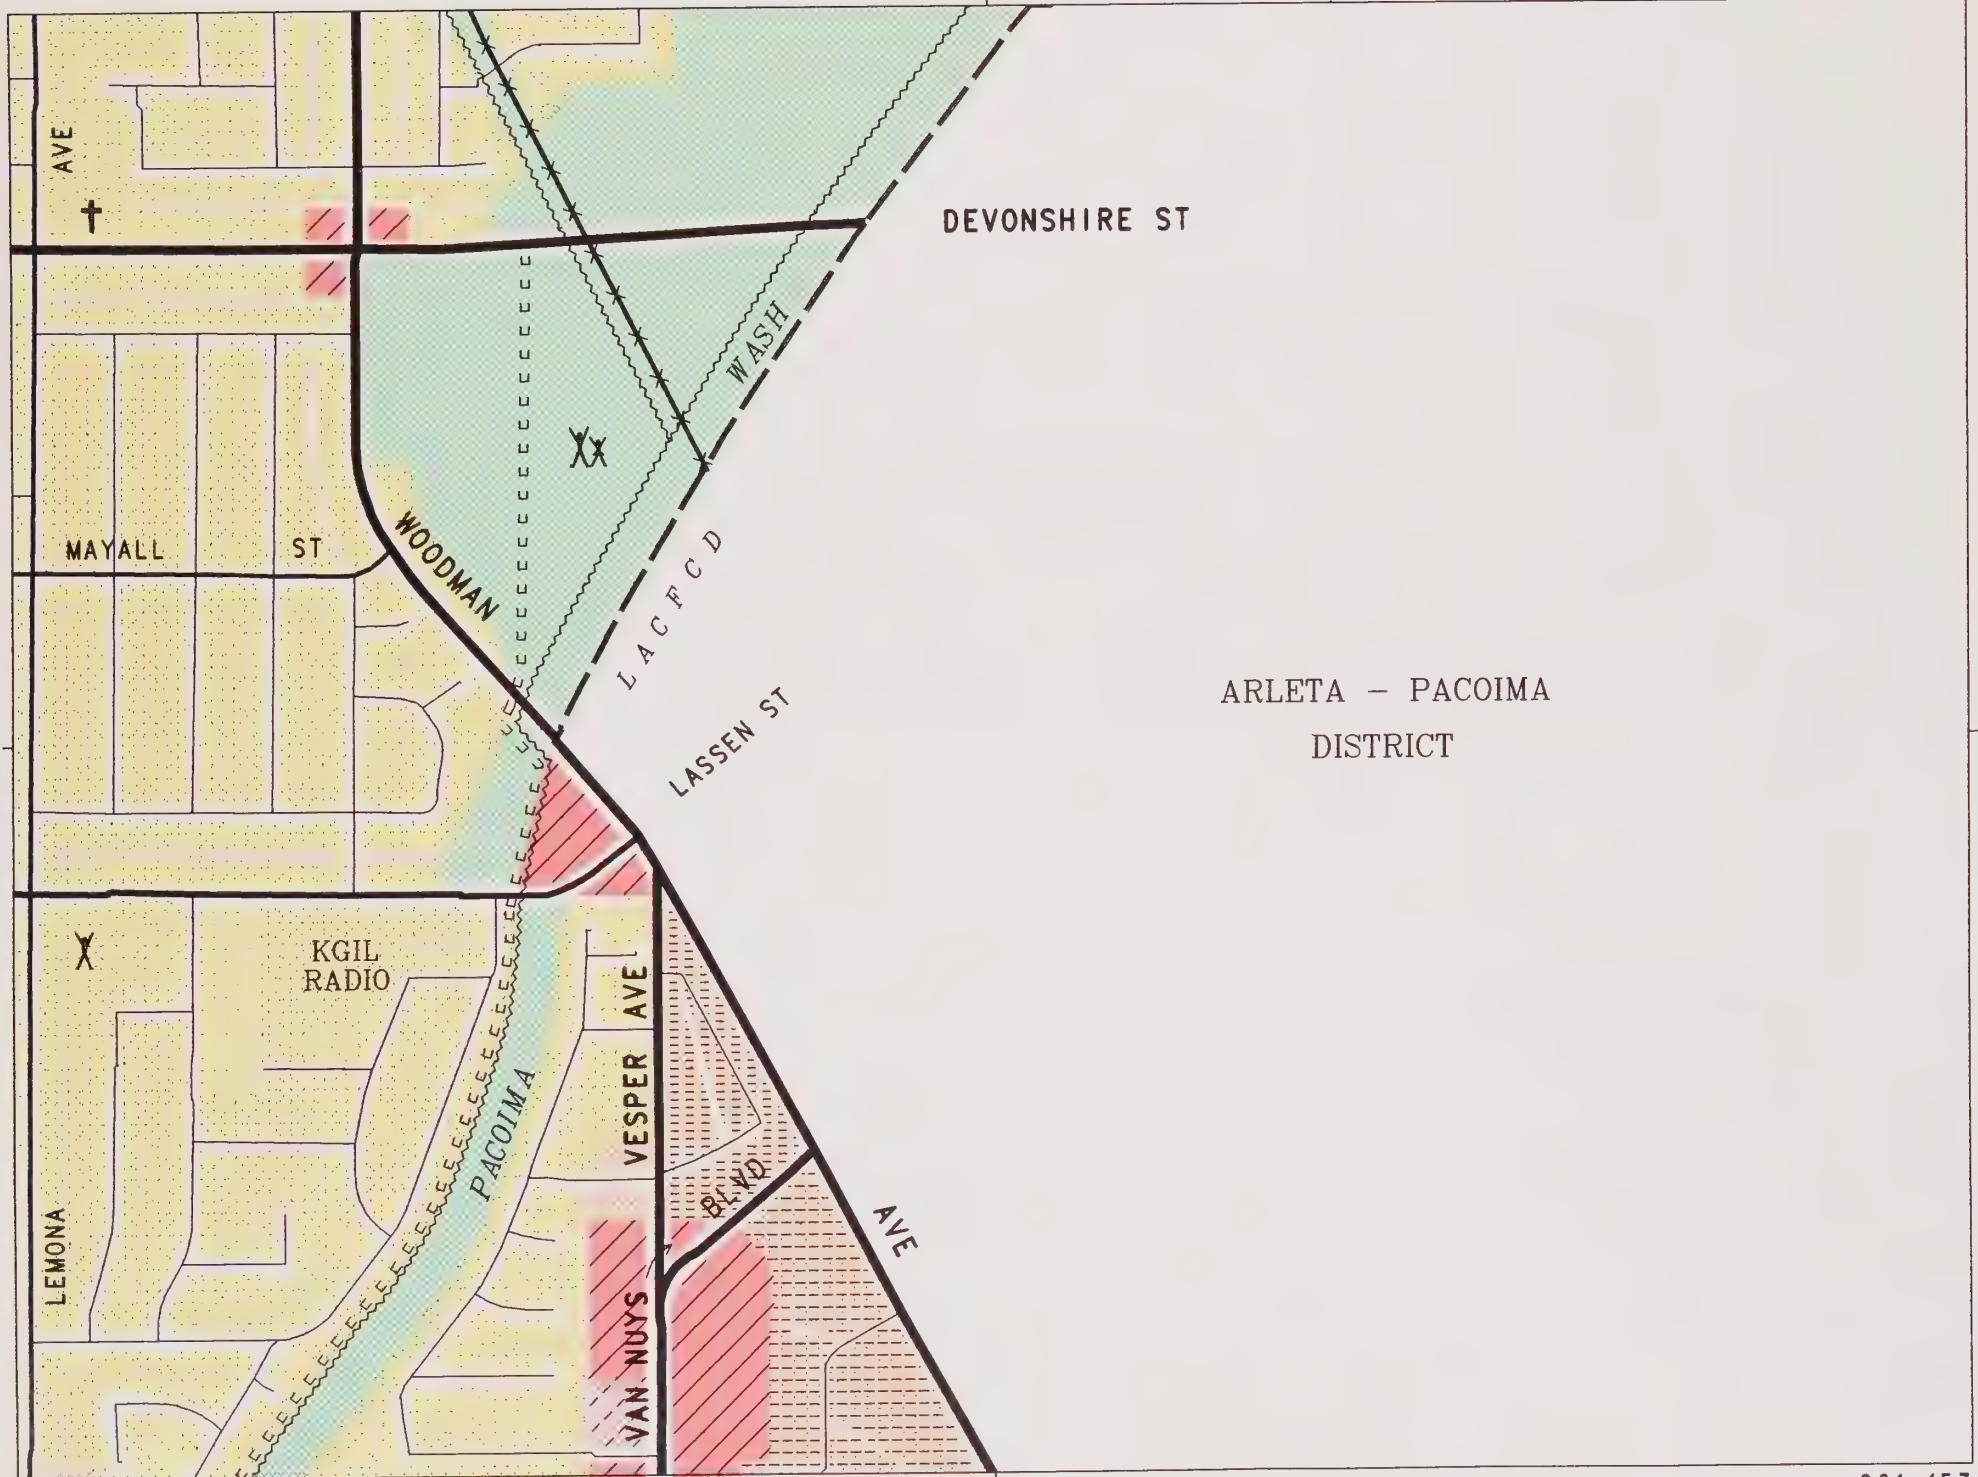 AVE
DEVONSHIRE ST
WASH
MAYALL ST
WOODMAN
LACFCD
LASSEN ST
ARLETA – PACOIMA
DISTRICT
KGIL
RADIO
VESPER AVE
PACOIMA
BLVD
AVE
LEMONA
VAN NUYS